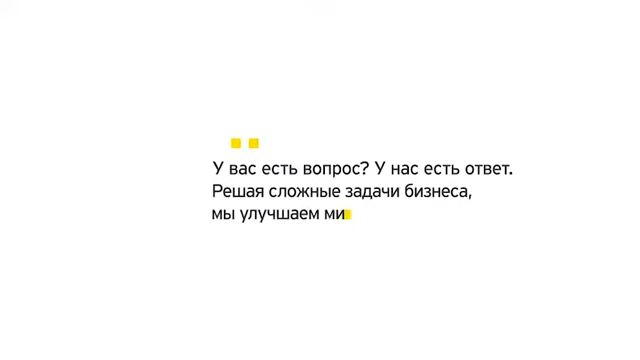 У вас есть вопрос? У нас есть ответ.
Решая сложные задачи бизнеса,
мы улучшаем ми